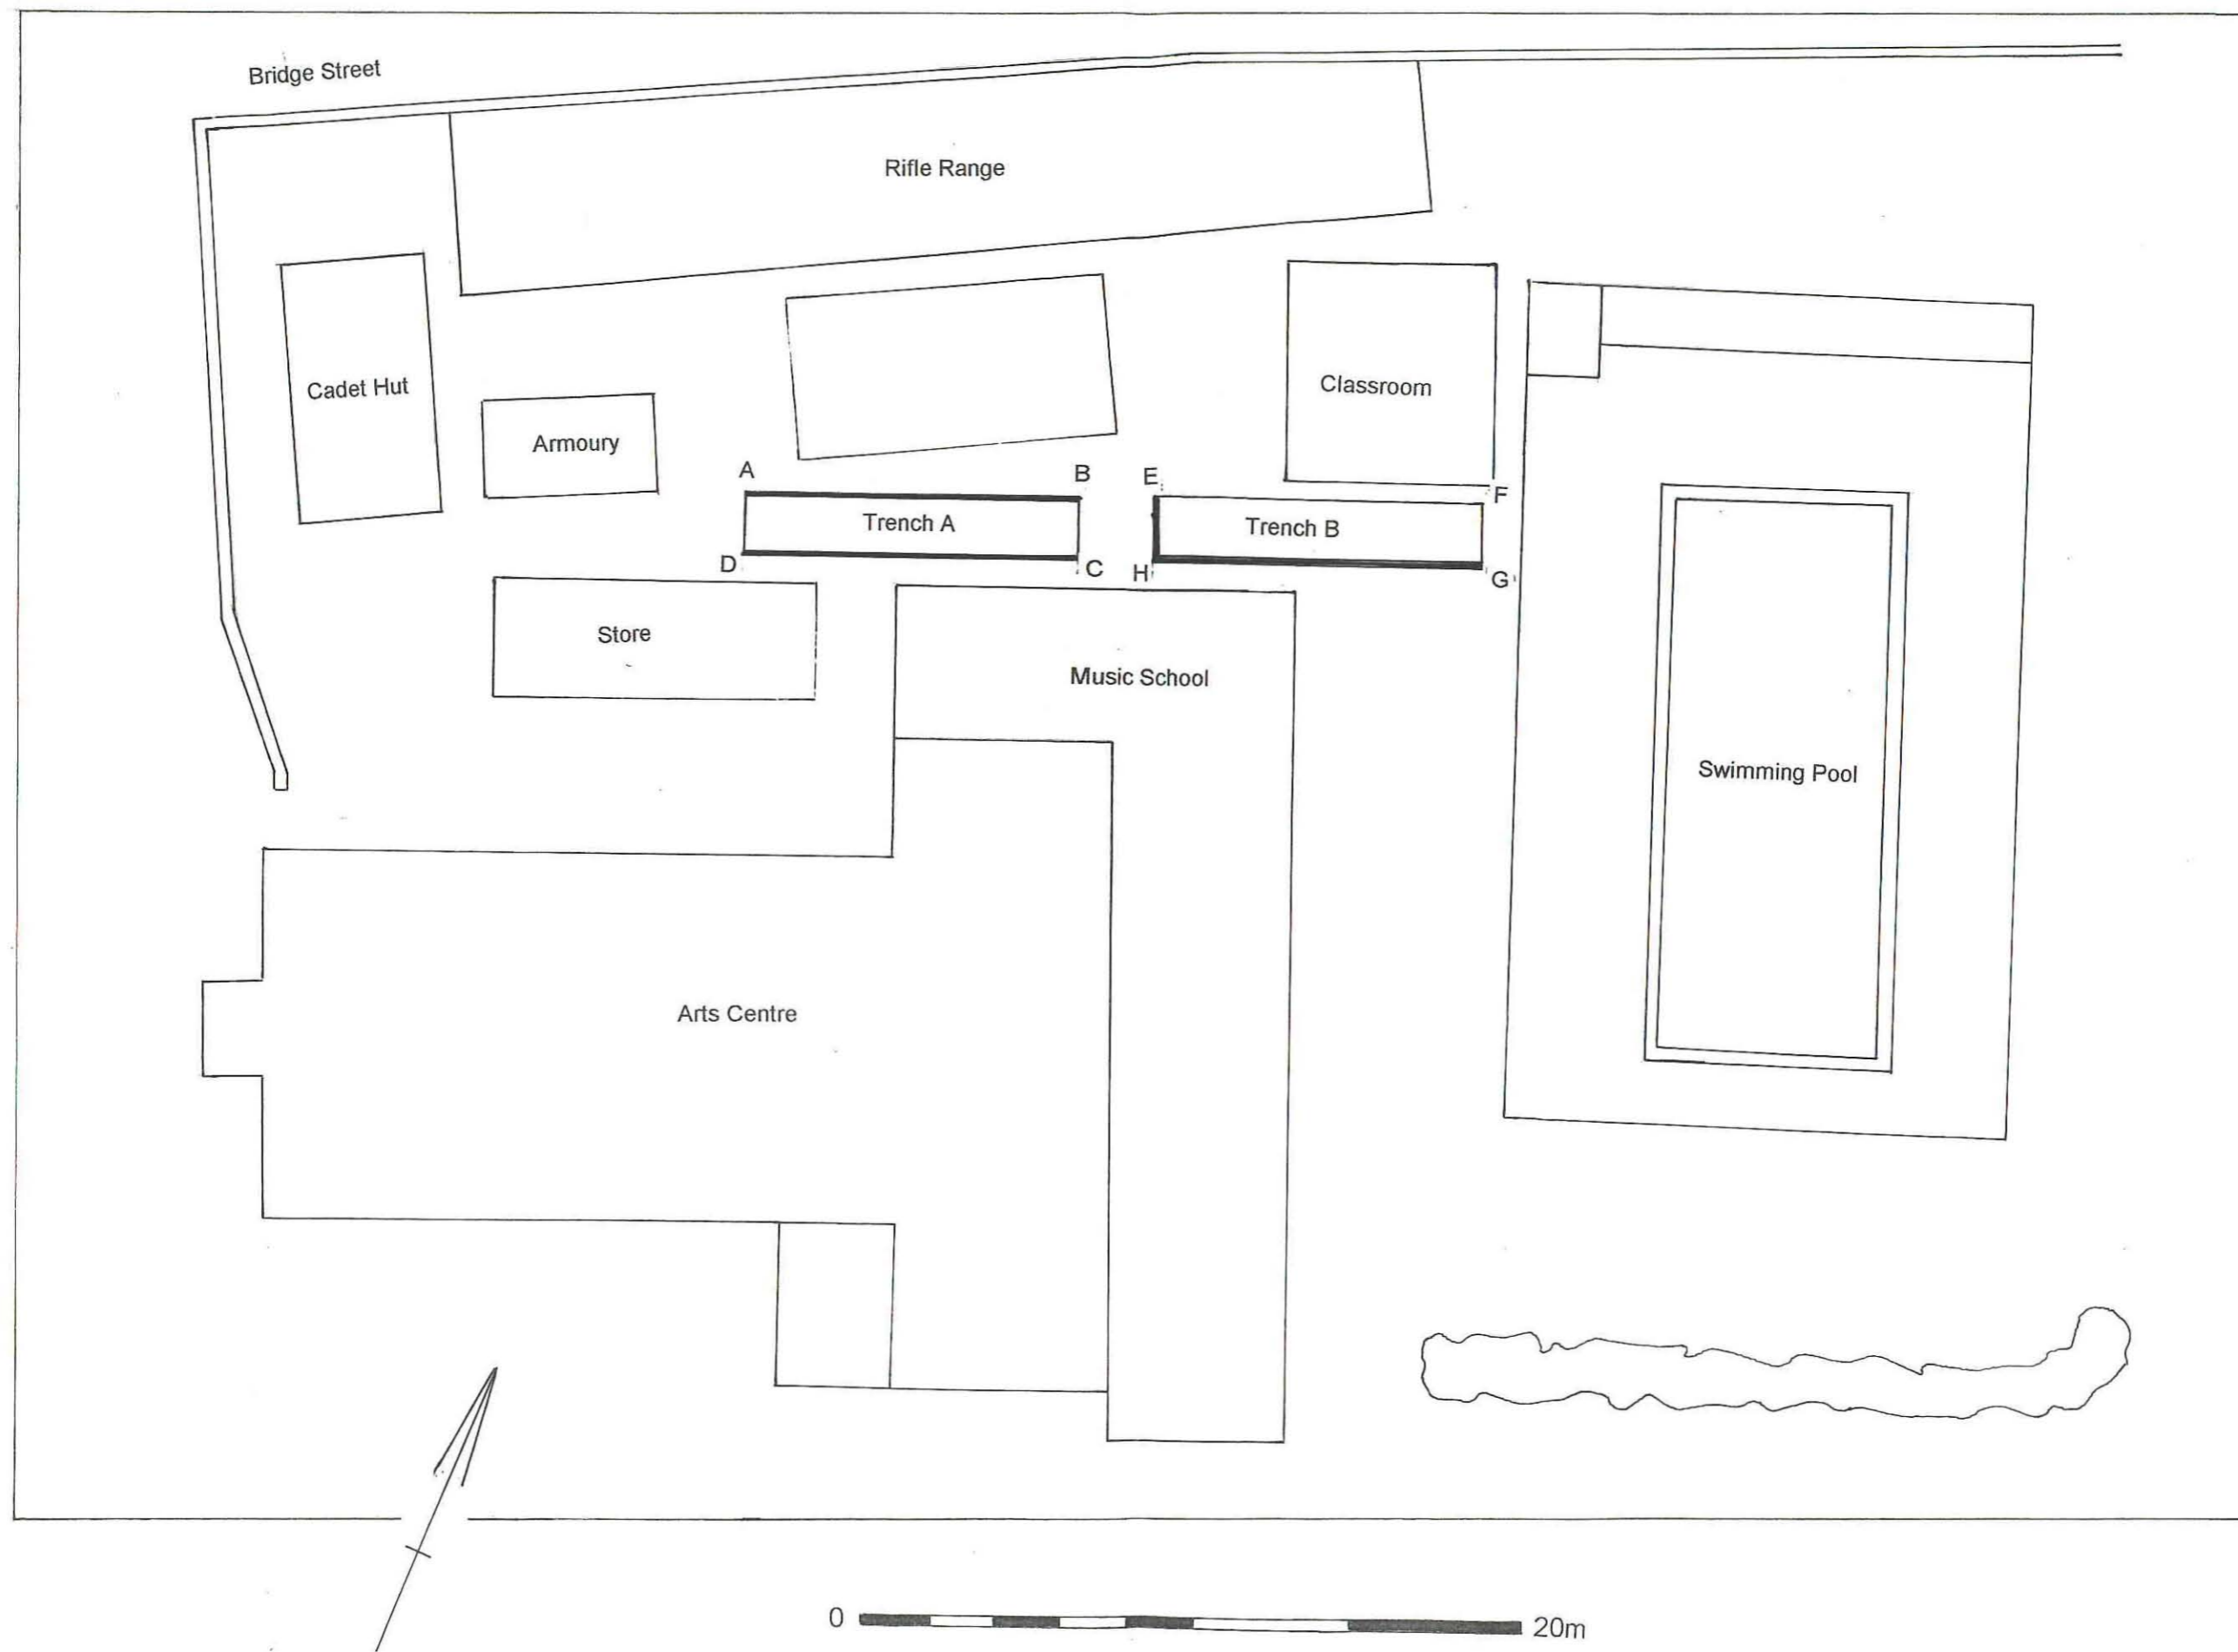 Bridge Street
Rifle Range
Cadet Hut
Classroom
Armoury
A
B
E
F
Trench A
Trench B
D
C
H
G
Store
Music School
Swimming Pool
Arts Centre
0
20m